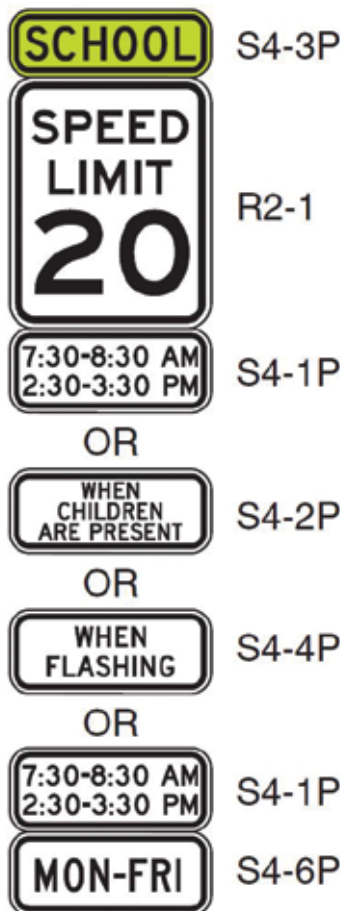 SCHOOL S4-3P
SPEED
LIMIT
20
R2-1
7:30-8:30 AM
2:30-3:30 PM
S4-1P
OR
WHEN
CHILDREN
ARE PRESENT
S4-2P
OR
WHEN
FLASHING
S4-4P
OR
7:30-8:30 AM
2:30-3:30 PM
S4-1P
MON-FRI S4-6P